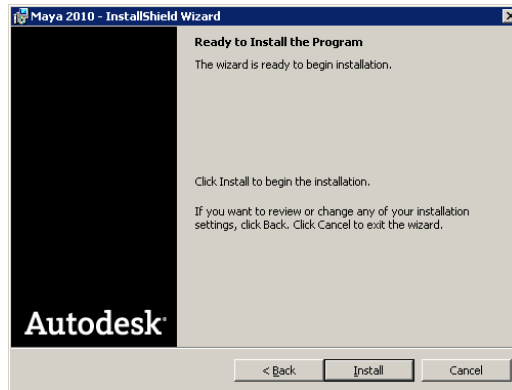 Maya 2010 - InstallShield Wizard
Ready to Install the Program
The wizard is ready to begin installation.
Click Install to begin the installation.
If you want to review or change any of your installation
settings, click Back. Click Cancel to exit the wizard.
Autodesk
< Back
Install
Cancel